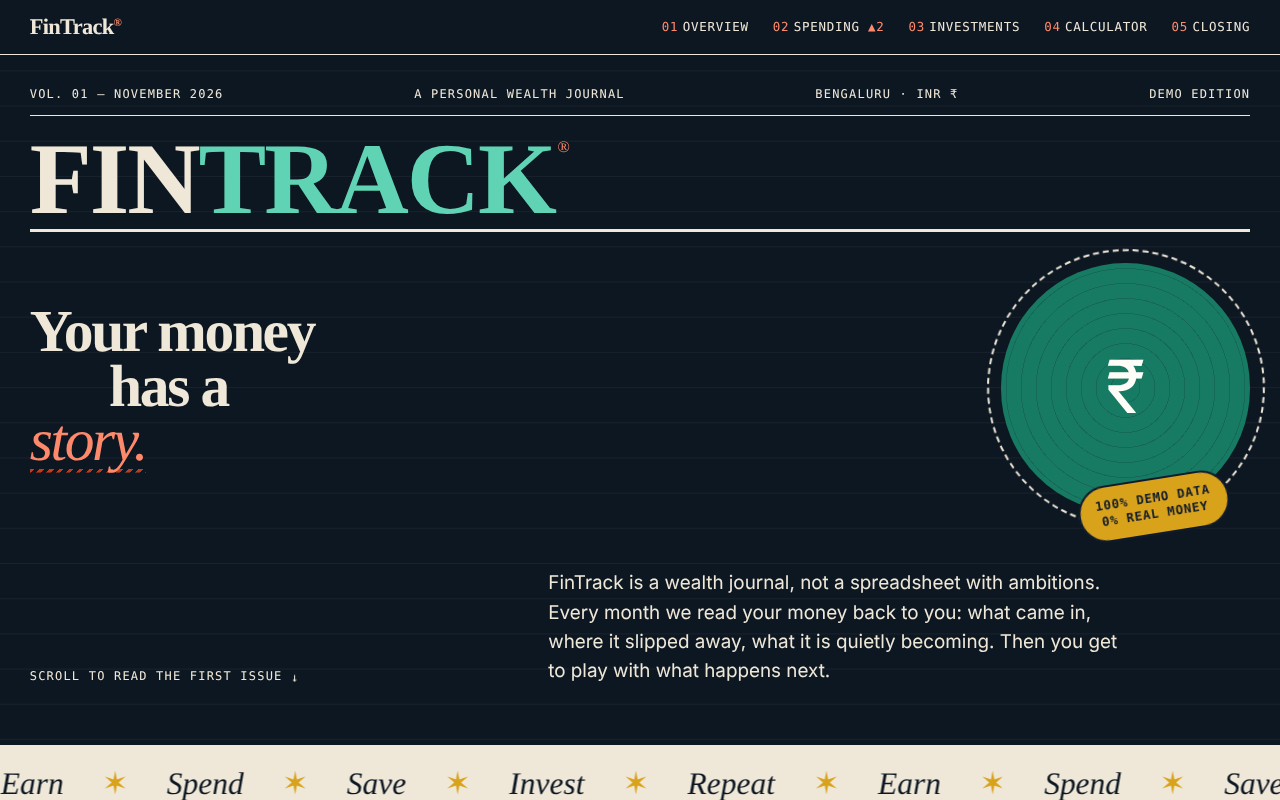 FinTrack®
01 OVERVIEW 02 SPENDING ▲2 03 INVESTMENTS 04 CALCULATOR 05 CLOSING
VOL. 01 — NOVEMBER 2026 A PERSONAL WEALTH JOURNAL BENGALURU · INR ₹ DEMO EDITION
FINTRACK®
Your money
has a
story.
₹
100% DEMO DATA
0% REAL MONEY
FinTrack is a wealth journal, not a spreadsheet with ambitions.
Every month we read your money back to you: what came in,
where it slipped away, what it is quietly becoming. Then you get
to play with what happens next.
SCROLL TO READ THE FIRST ISSUE ↓
Earn ✶ Spend ✶ Save ✶ Invest ✶ Repeat ✶ Earn ✶ Spend ✶ Save